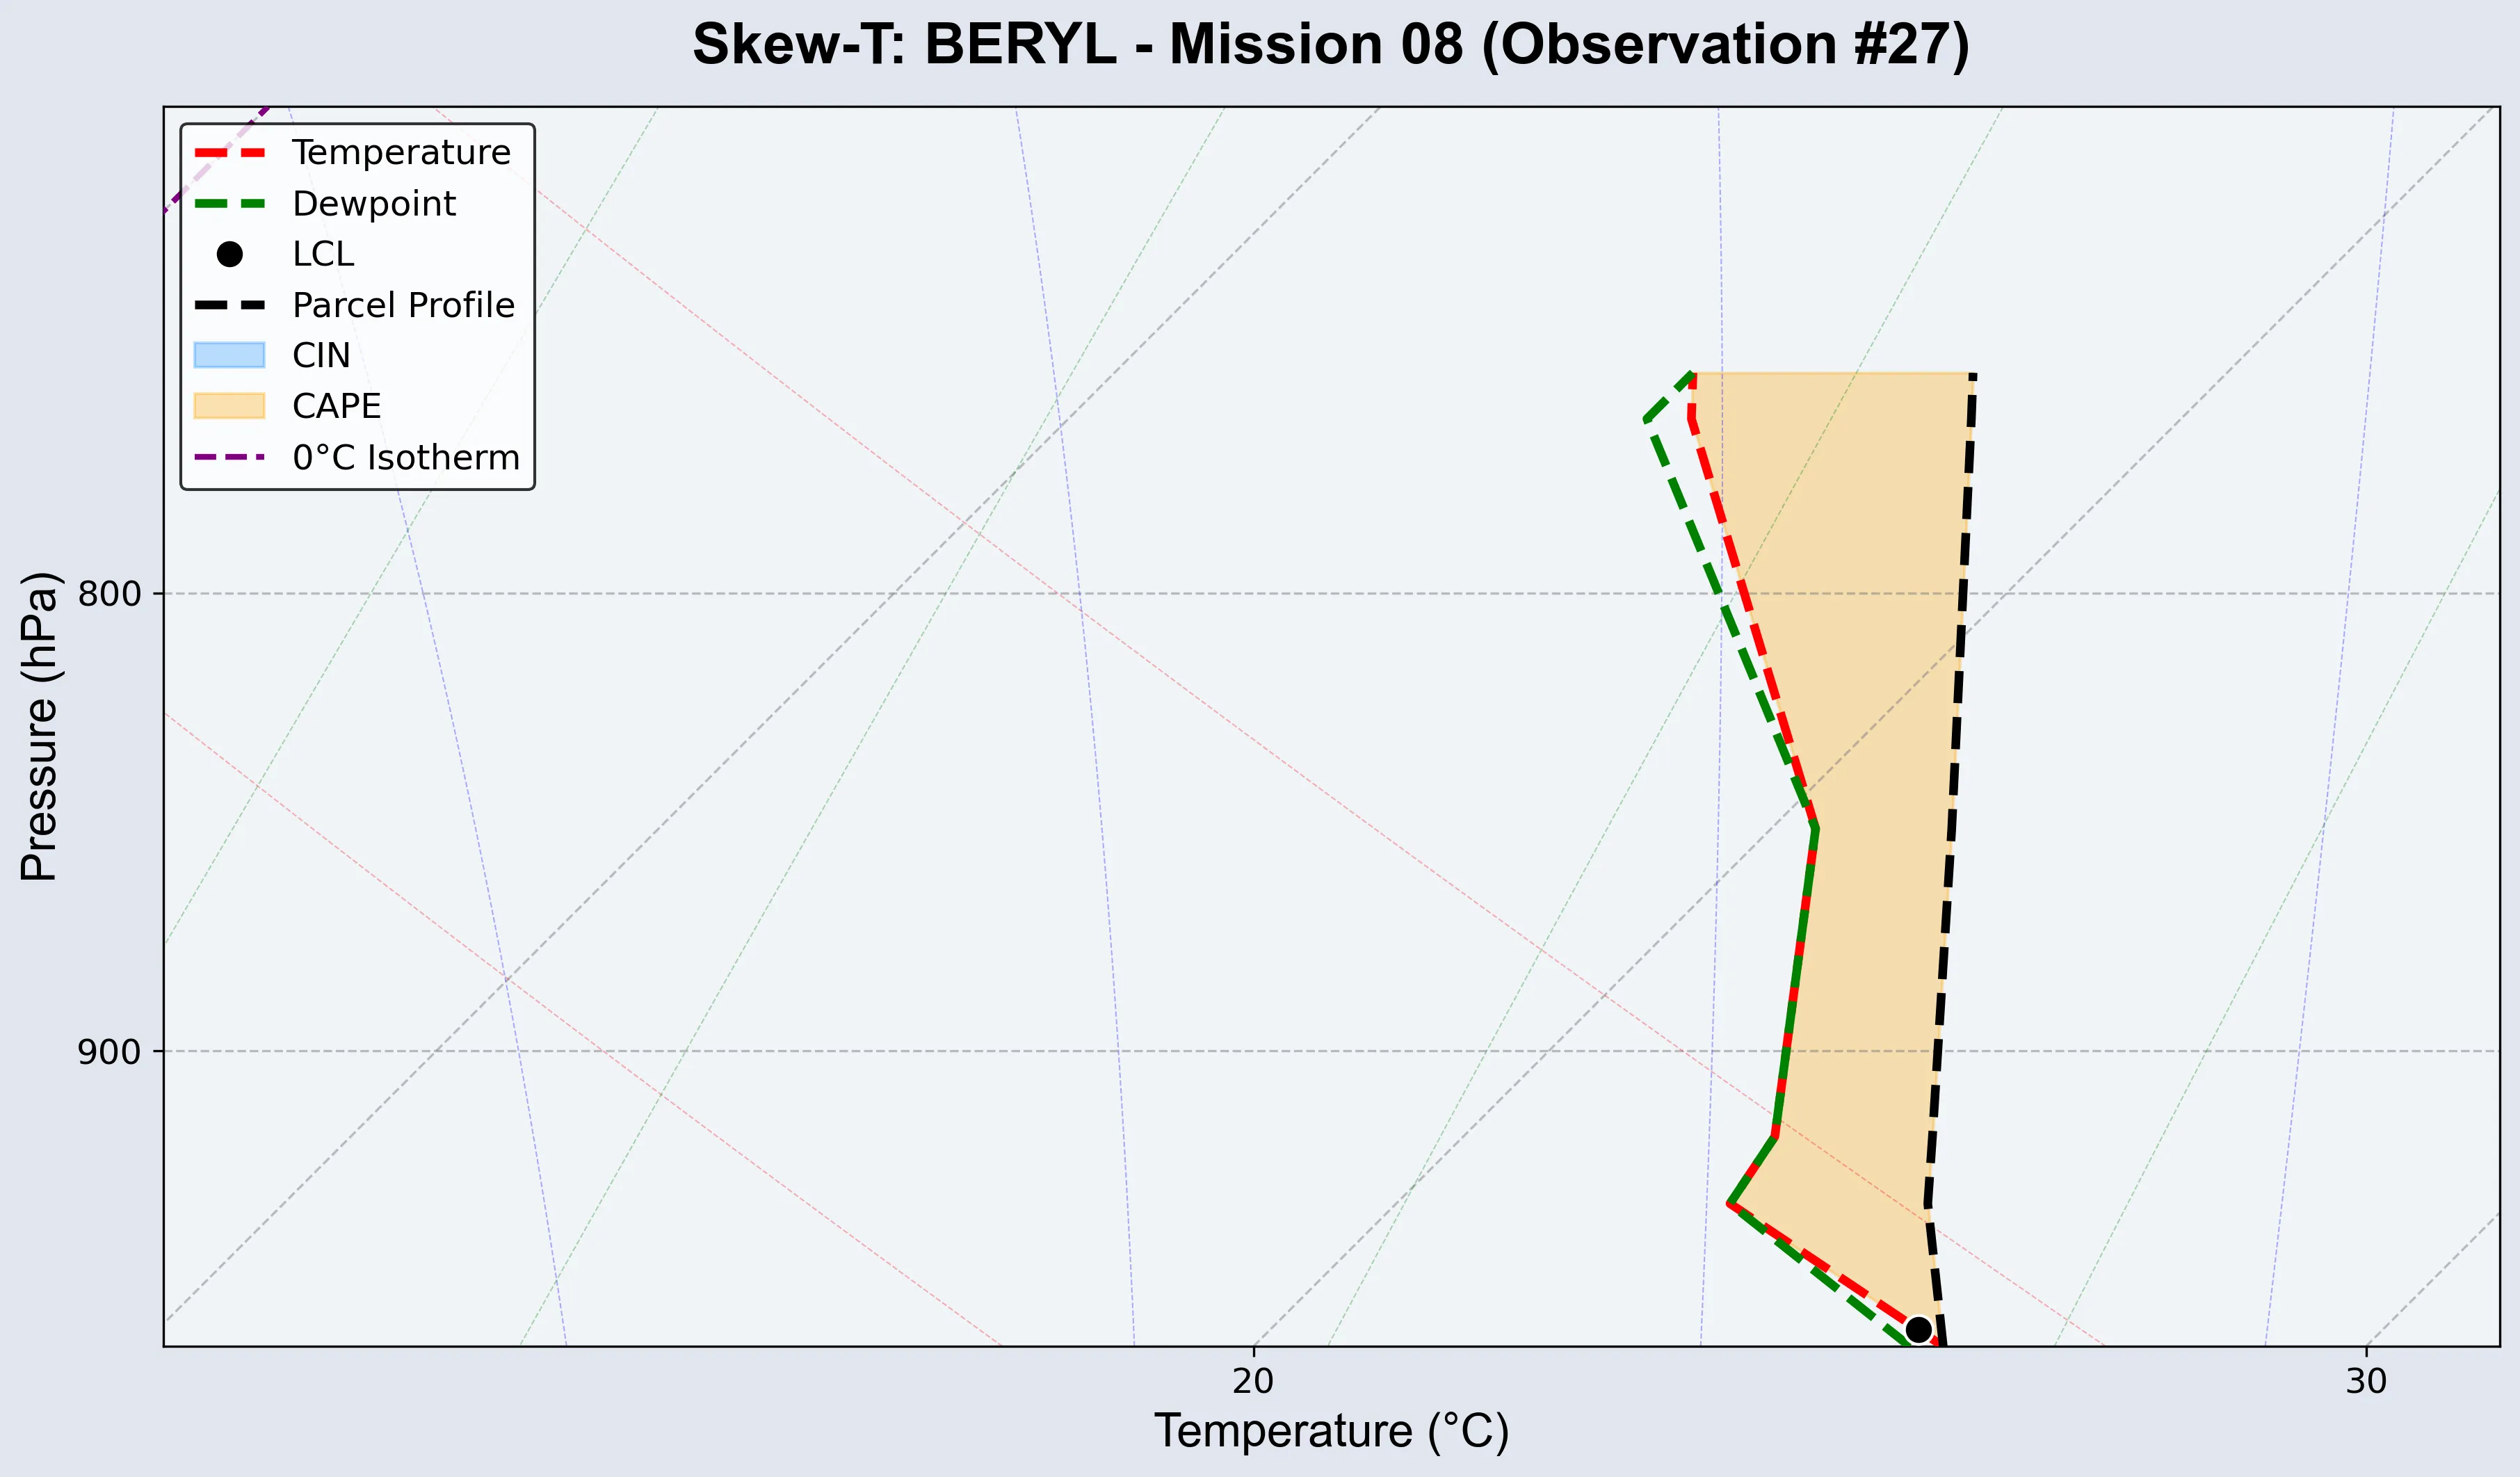 Skew-T: BERYL - Mission 08 (Observation #27)
Temperature
Dewpoint
LCL
Parcel Profile
CIN
CAPE
0°C Isotherm
Pressure (hPa)
800
900
20
30
Temperature (°C)